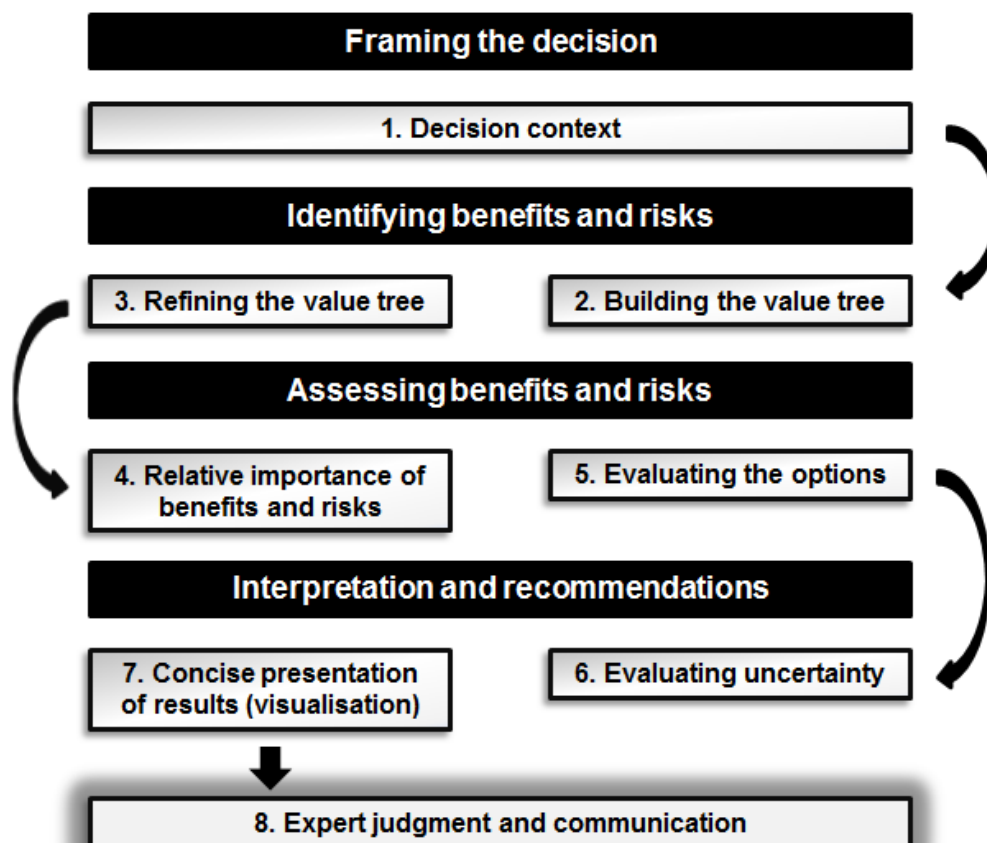 Framing the decision
1. Decision context
Identifying benefits and risks
3. Refining the value tree
2. Building the value tree
Assessing benefits and risks
4. Relative importance of
benefits and risks
5. Evaluating the options
Interpretation and recommendations
7. Concise presentation
of results (visualisation)
6. Evaluating uncertainty
8. Expert judgment and communication